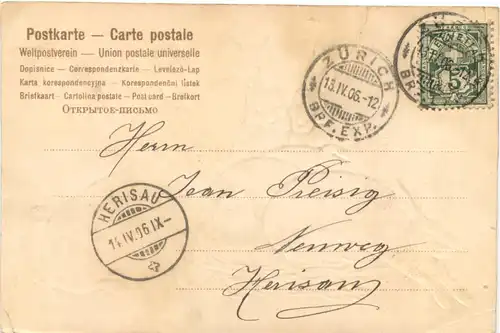 Postkarte — Carte postale
Weltpostverein — Union postale universelle
Dopisnice — Correspondenzkarte — Levelező-Lap
Karta korespondencyjna — Korespondenční lístek
Briefkaart — Cartolina postale — Post card — Brefkort
Открытое-письмо
ZÜRICH
13.IV.06.-12
BRF. EXP.
5
Herrn
Jean Preisig
Neuweg
Herisau
HERISAU
14.IV.06.IX-